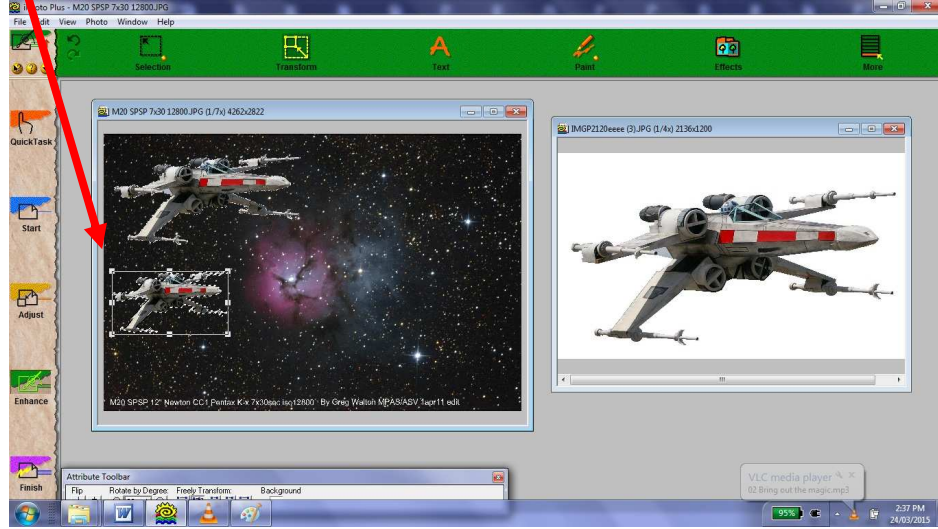 Plus - M20 SPSP 7x30 12800.JPG
File Edit View Photo Window Help
Selection Transform Text Paint Effects More
M20 SPSP 7x30 12800.JPG (1/7x) 4262x2822
IMGP2120eeee (3).JPG (1/4x) 2136x1200
QuickTask
Start
Adjust
Enhance
M20 SPSP 12" Newton CC1 Pentax K-x 7x30sec iso12800 By Greg Walton MPAS/ASV 1apr11 edit
Finish
Attribute Toolbar
Flip Rotate by Degree: Freely Transform: Background
VLC media player
02 Bring out the magic.mp3
95%
2:37 PM
24/03/2015